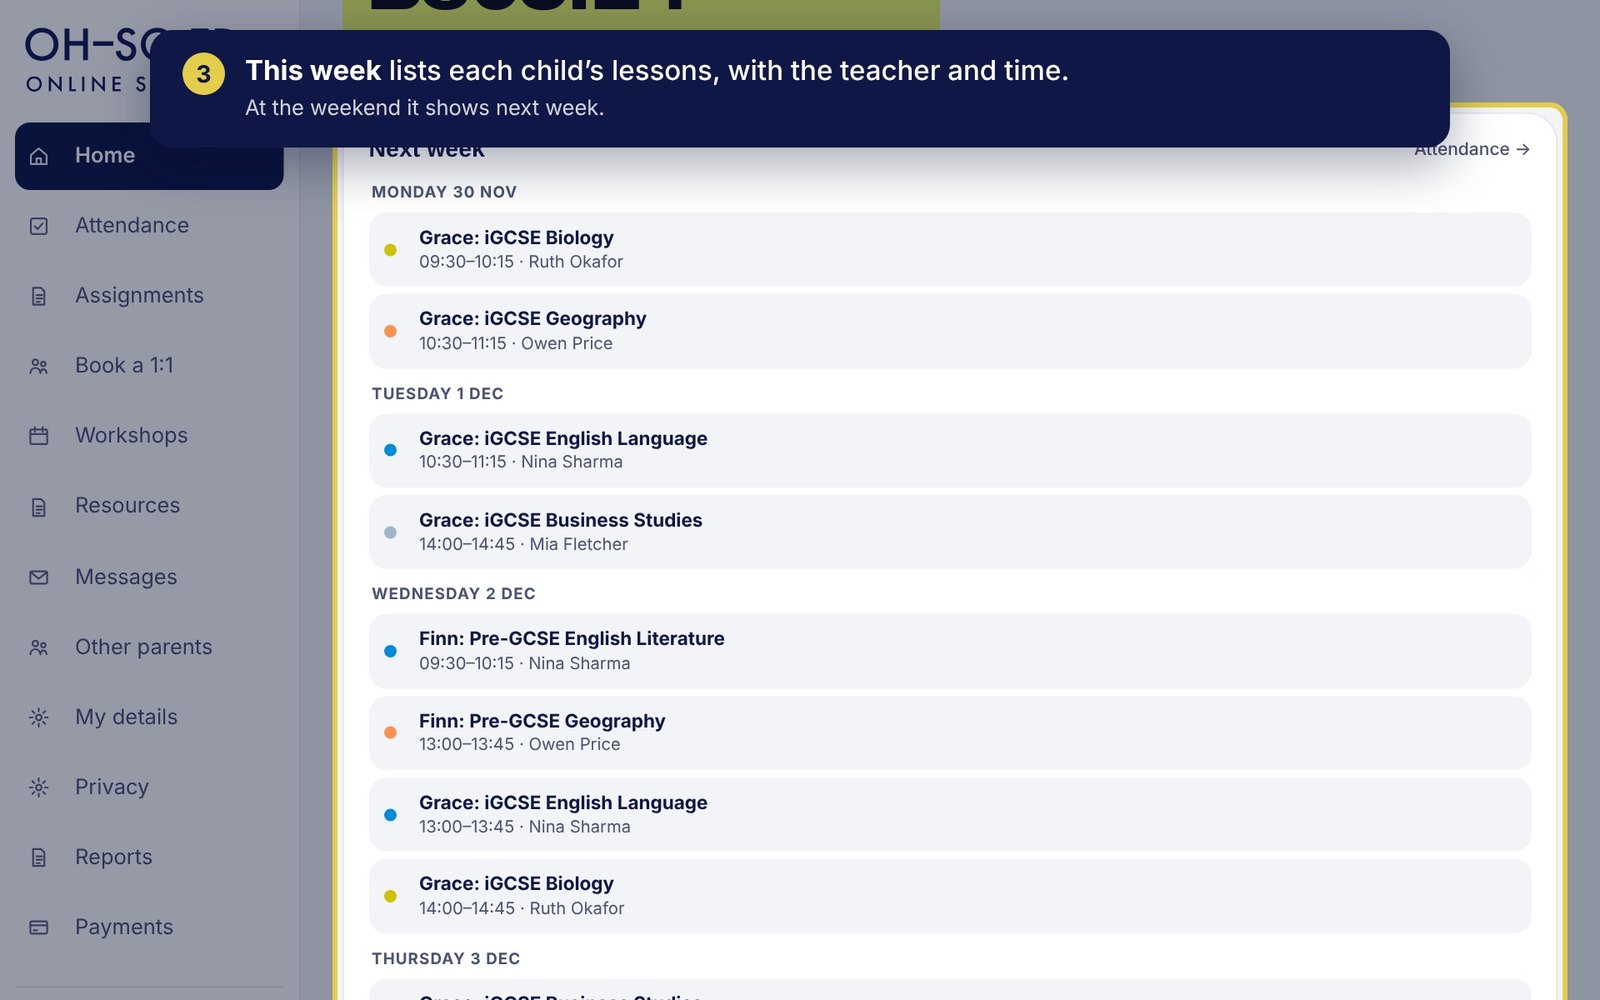 OH-SO
ONLINE S
3
This week lists each child's lessons, with the teacher and time.
At the weekend it shows next week.
Home
Attendance
Assignments
Book a 1:1
Workshops
Resources
Messages
Other parents
My details
Privacy
Reports
Payments
Next week
Attendance →
MONDAY 30 NOV
Grace: iGCSE Biology
09:30–10:15 · Ruth Okafor
Grace: iGCSE Geography
10:30–11:15 · Owen Price
TUESDAY 1 DEC
Grace: iGCSE English Language
10:30–11:15 · Nina Sharma
Grace: iGCSE Business Studies
14:00–14:45 · Mia Fletcher
WEDNESDAY 2 DEC
Finn: Pre-GCSE English Literature
09:30–10:15 · Nina Sharma
Finn: Pre-GCSE Geography
13:00–13:45 · Owen Price
Grace: iGCSE English Language
13:00–13:45 · Nina Sharma
Grace: iGCSE Biology
14:00–14:45 · Ruth Okafor
THURSDAY 3 DEC
Grace: iGCSE Business Studies